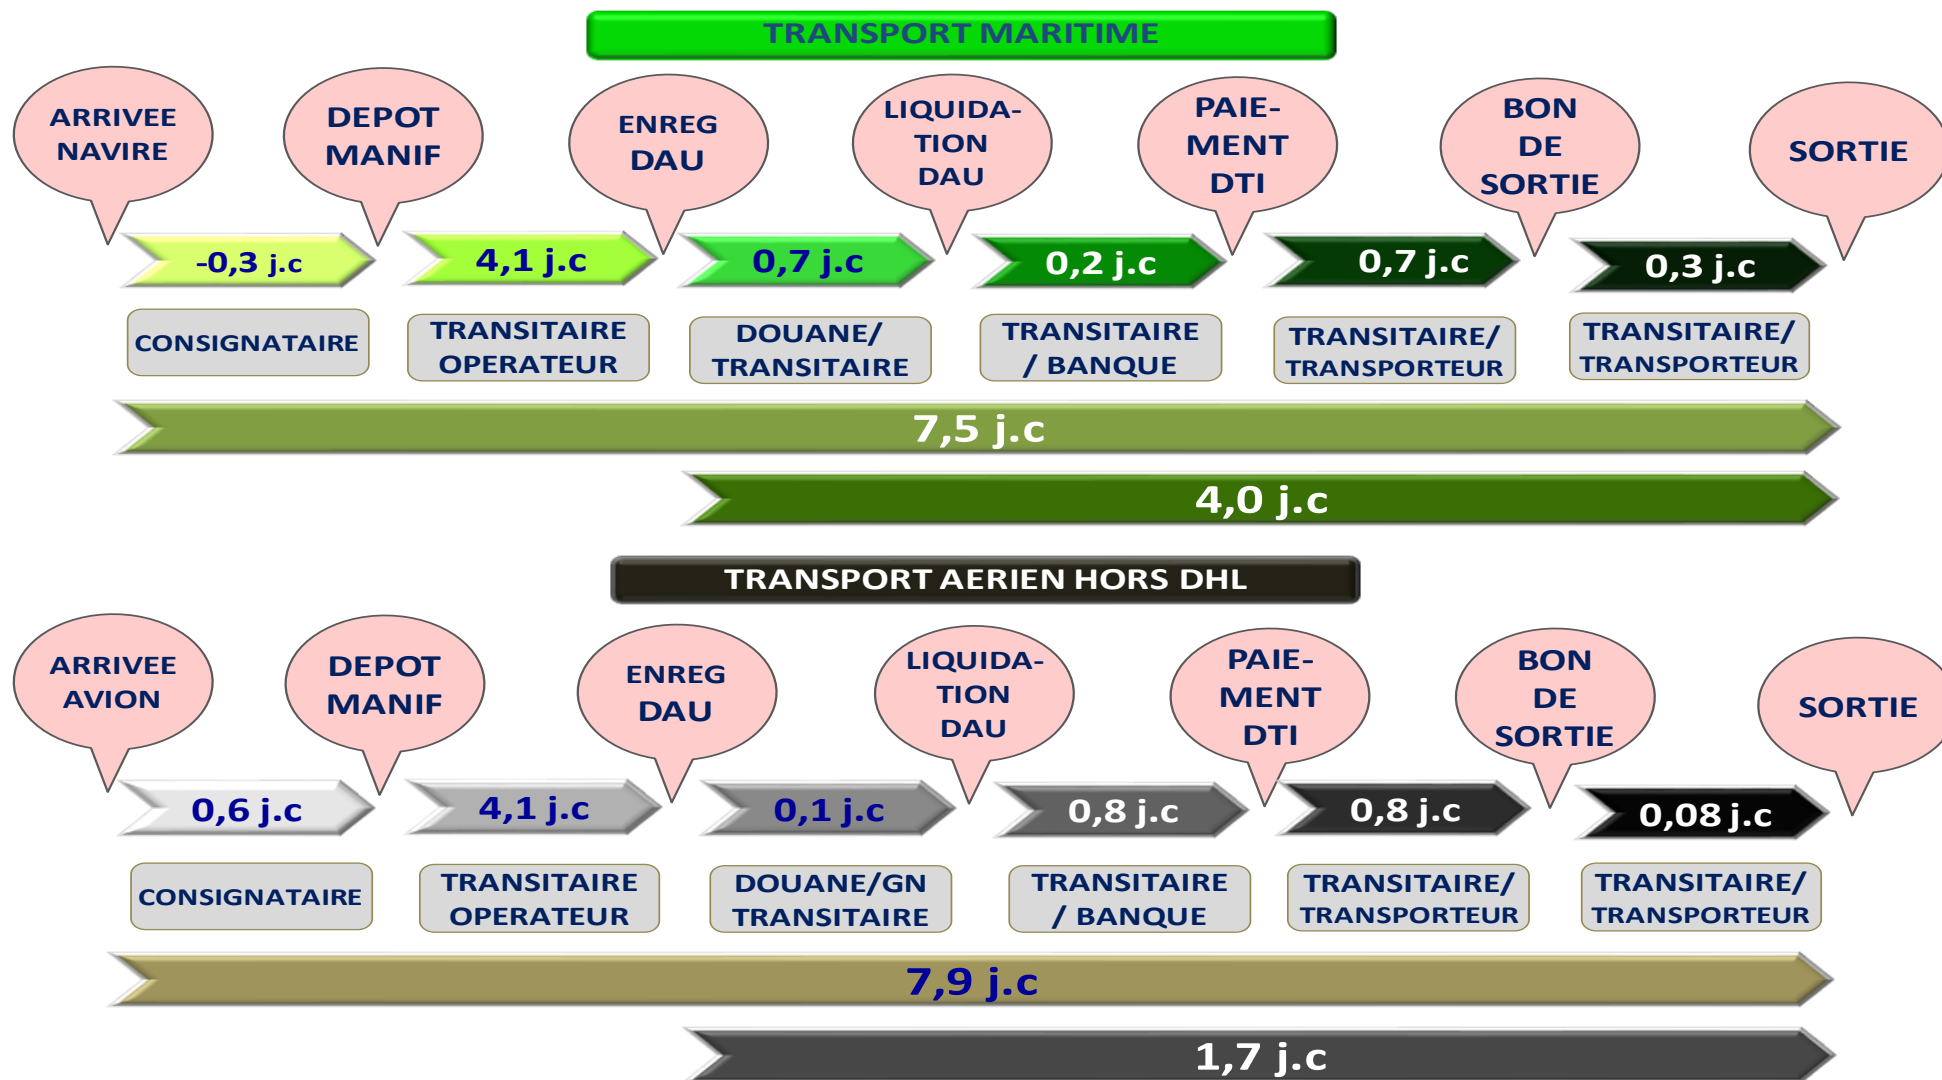 TRANSPORT MARITIME
ARRIVEE
NAVIRE
DEPOT
MANIF
ENREG
DAU
LIQUIDA-
TION
DAU
PAIE-
MENT
DTI
BON
DE
SORTIE
SORTIE
-0,3 j.c
4,1 j.c
0,7 j.c
0,2 j.c
0,7 j.c
0,3 j.c
CONSIGNATAIRE
TRANSITAIRE
OPERATEUR
DOUANE/
TRANSITAIRE
TRANSITAIRE
/ BANQUE
TRANSITAIRE/
TRANSPORTEUR
TRANSITAIRE/
TRANSPORTEUR
7,5 j.c
4,0 j.c
TRANSPORT AERIEN HORS DHL
ARRIVEE
AVION
DEPOT
MANIF
ENREG
DAU
LIQUIDA-
TION
DAU
PAIE-
MENT
DTI
BON
DE
SORTIE
SORTIE
0,6 j.c
4,1 j.c
0,1 j.c
0,8 j.c
0,8 j.c
0,08 j.c
CONSIGNATAIRE
TRANSITAIRE
OPERATEUR
DOUANE/GN
TRANSITAIRE
TRANSITAIRE
/ BANQUE
TRANSITAIRE/
TRANSPORTEUR
TRANSITAIRE/
TRANSPORTEUR
7,9 j.c
1,7 j.c